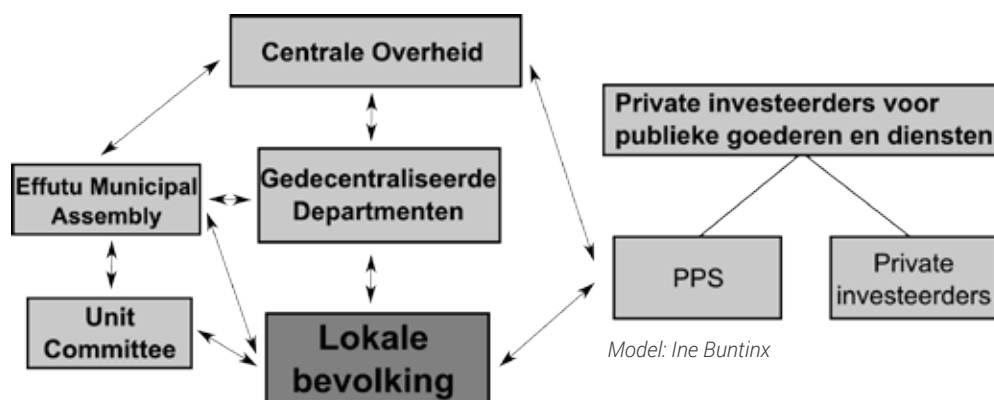 Centrale Overheid
Private investeerders voor
publieke goederen en diensten
Effutu Municipal
Assembly
Gedecentraliseerde
Departmenten
PPS
Private
investeerders
Unit
Committee
Lokale
bevolking
Model: Ine Buntinx